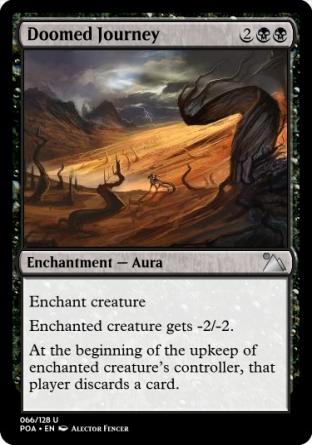 Doomed Journey 2
Enchantment — Aura
Enchant creature
Enchanted creature gets -2/-2.
At the beginning of the upkeep of
enchanted creature's controller, that
player discards a card.
066/128 U
POA • EN Alector Fencer